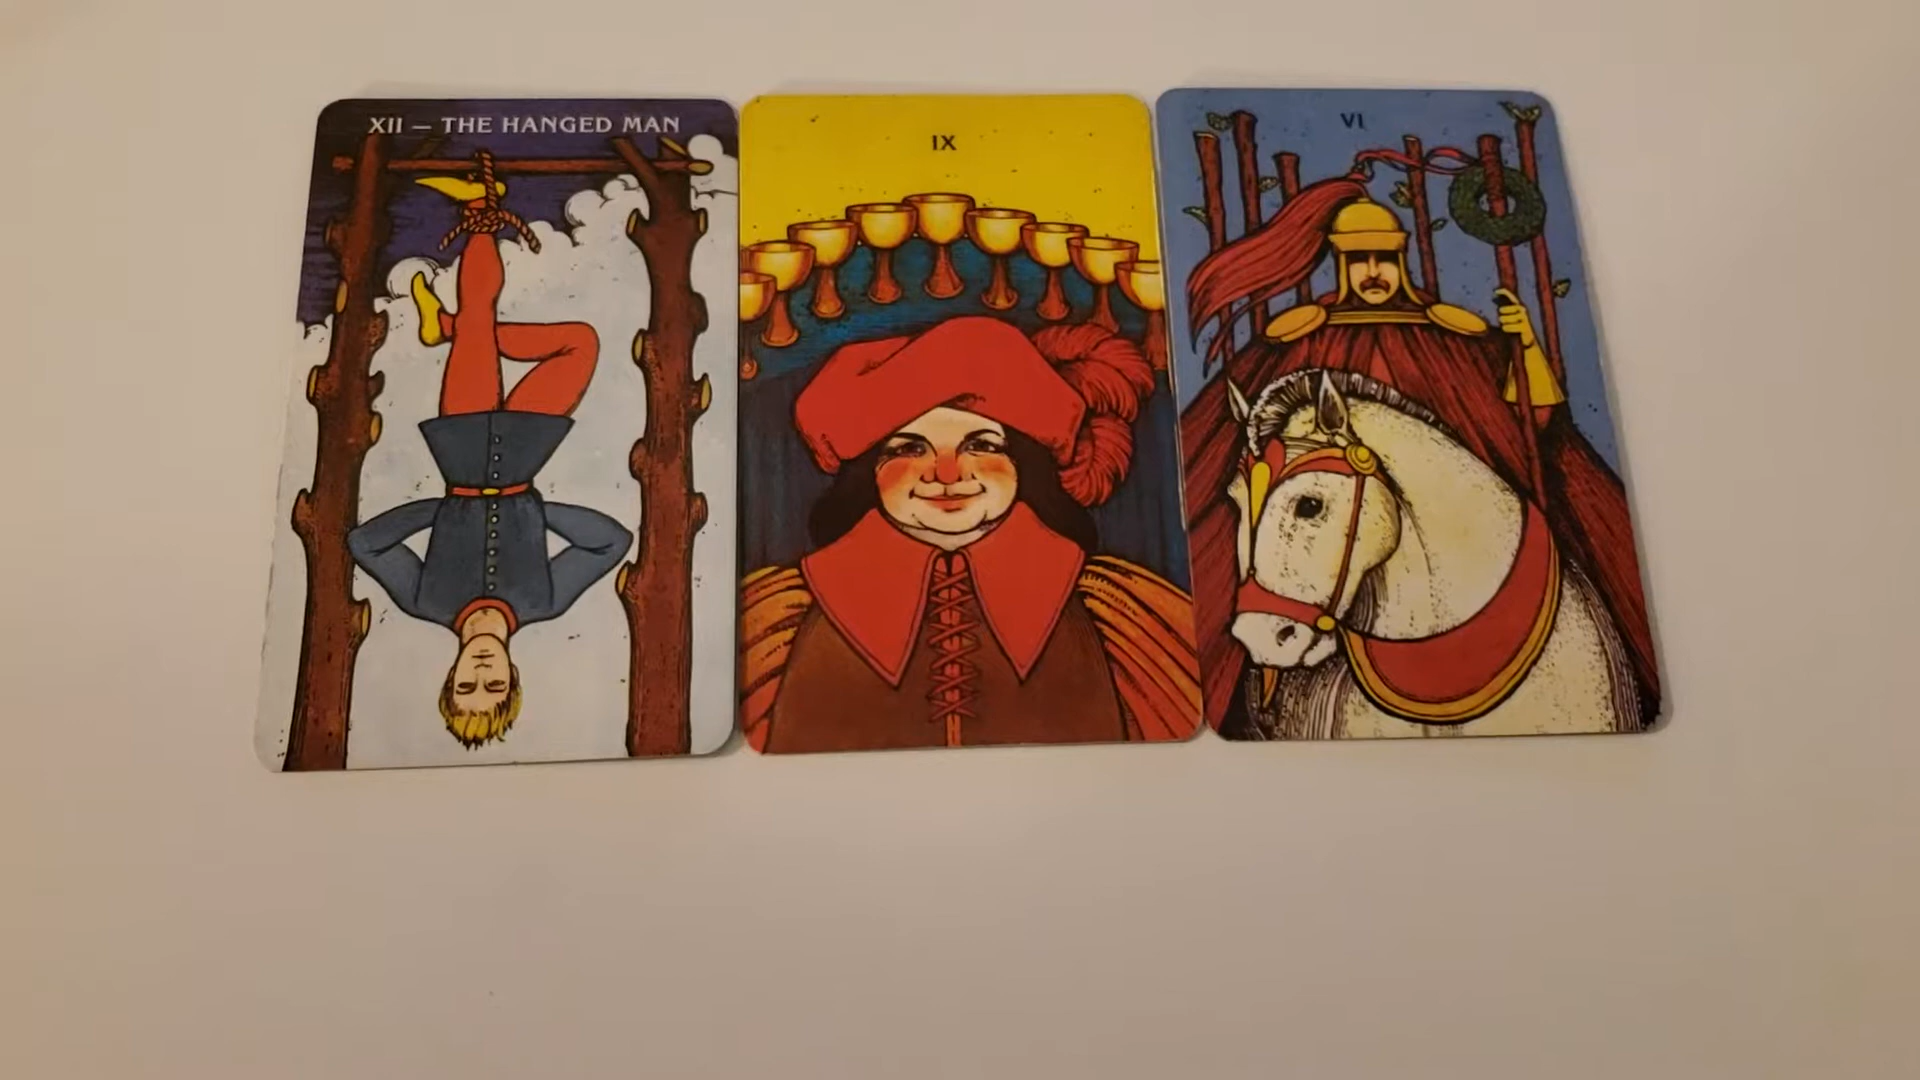 XII — THE HANGED MAN
IX
VI